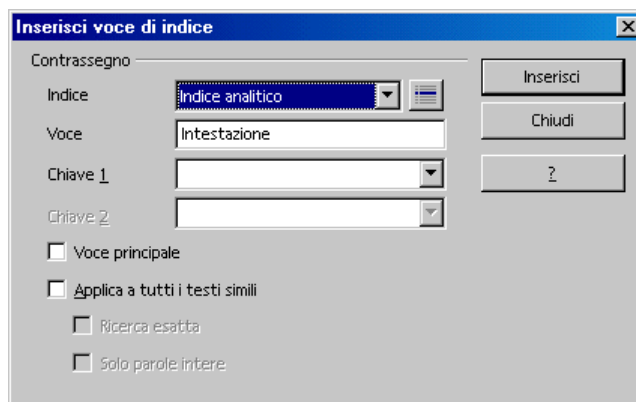 Inserisci voce di indice
Contrassegno
Indice
Indice analitico
Inserisci
Voce
Intestazione
Chiudi
Chiave 1
?
Chiave 2
Voce principale
Applica a tutti i testi simili
Ricerca esatta
Solo parole intere